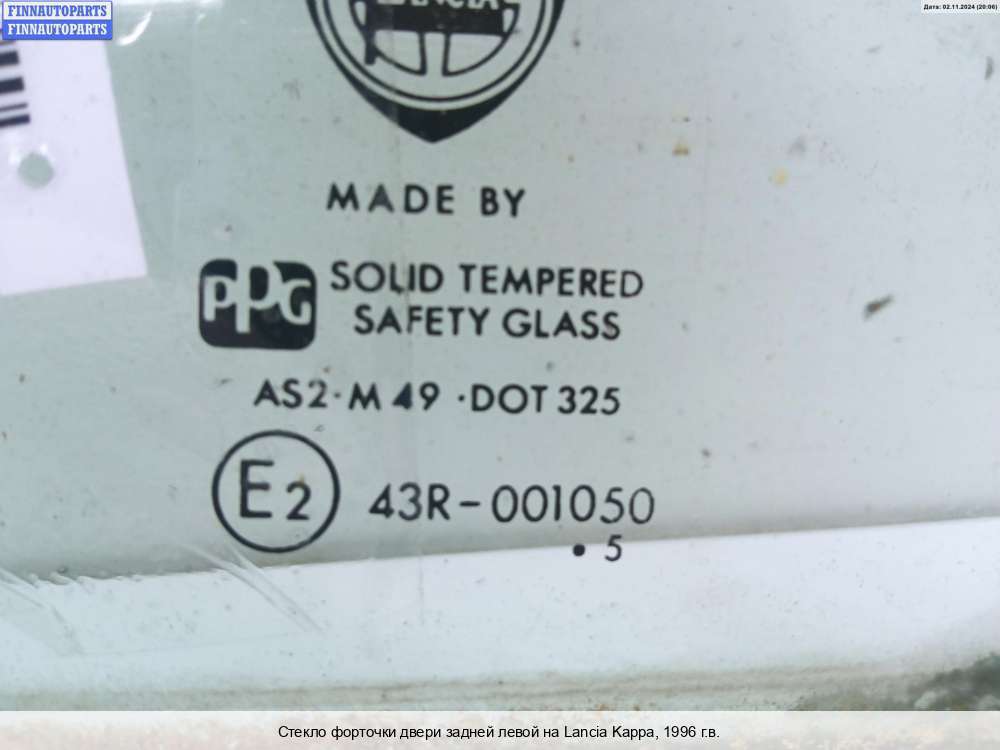 FINNAUTOPARTS
FINNAUTOPARTS
Дата: 02.11.2024 (20:06)
LANCIA
MADE BY
PPG SOLID TEMPERED
SAFETY GLASS
AS2·M 49 ·DOT 325
E2 43R-001050
• 5
Стекло форточки двери задней левой на Lancia Kappa, 1996 г.в.